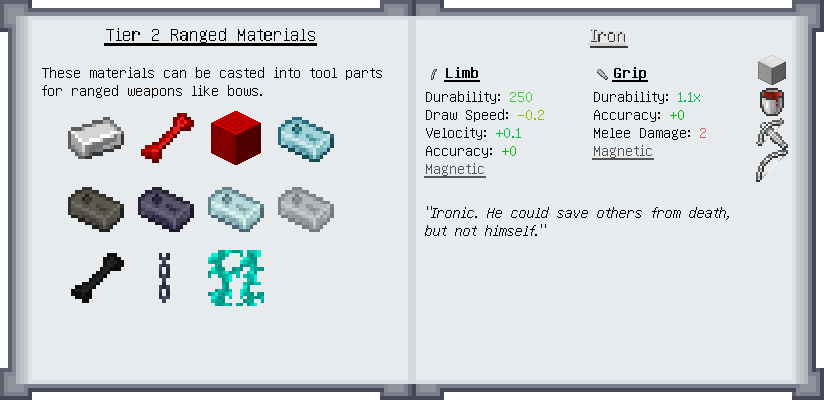 Tier 2 Ranged Materials
These materials can be casted into tool parts
for ranged weapons like bows.
Iron
Limb
Durability: 250
Draw Speed: -0.2
Velocity: +0.1
Accuracy: +0
Magnetic
Grip
Durability: 1.1x
Accuracy: +0
Melee Damage: 2
Magnetic
"Ironic. He could save others from death,
but not himself."